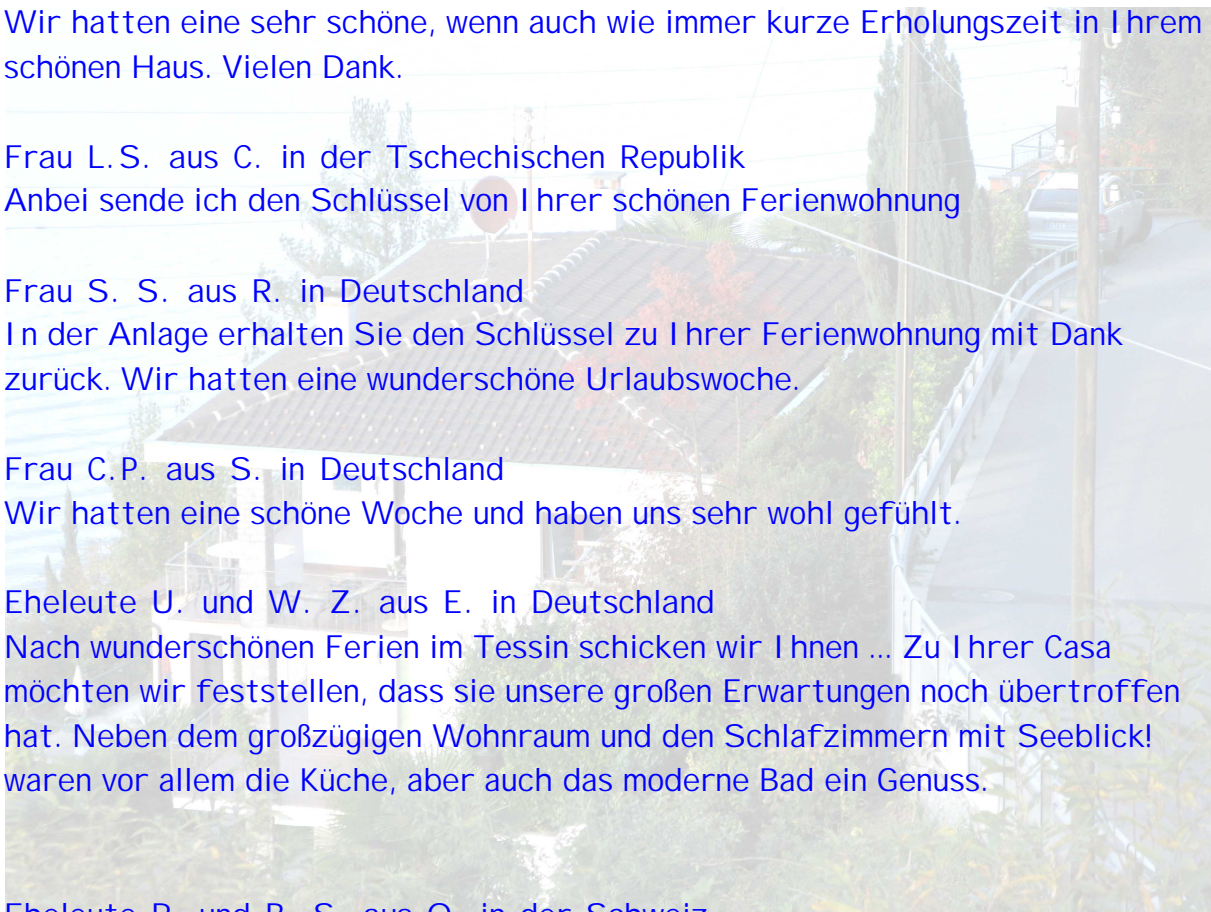 Wir hatten eine sehr schöne, wenn auch wie immer kurze Erholungszeit in Ihrem
schönen Haus. Vielen Dank.
Frau L.S. aus C. in der Tschechischen Republik
Anbei sende ich den Schlüssel von Ihrer schönen Ferienwohnung
Frau S. S. aus R. in Deutschland
In der Anlage erhalten Sie den Schlüssel zu Ihrer Ferienwohnung mit Dank
zurück. Wir hatten eine wunderschöne Urlaubswoche.
Frau C.P. aus S. in Deutschland
Wir hatten eine schöne Woche und haben uns sehr wohl gefühlt.
Eheleute U. und W. Z. aus E. in Deutschland
Nach wunderschönen Ferien im Tessin schicken wir Ihnen ... Zu Ihrer Casa
möchten wir feststellen, dass sie unsere großen Erwartungen noch übertroffen
hat. Neben dem großzügigen Wohnraum und den Schlafzimmern mit Seeblick!
waren vor allem die Küche, aber auch das moderne Bad ein Genuss.
Eheleute und S. aus in der Schweiz